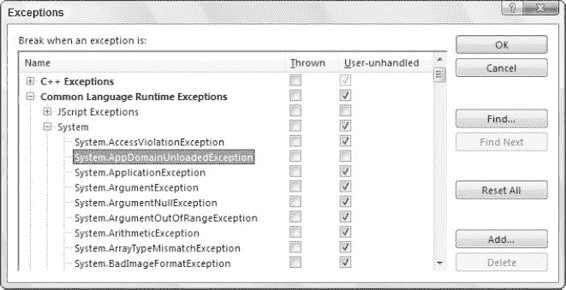 Exceptions
Break when an exception is:
Name Thrown User-unhandled
C++ Exceptions
Common Language Runtime Exceptions
JScript Exceptions
System
System.AccessViolationException
System.AppDomainUnloadedException
System.ApplicationException
System.ArgumentException
System.ArgumentNullException
System.ArgumentOutOfRangeException
System.ArithmeticException
System.ArrayTypeMismatchException
System.BadImageFormatException
OK
Cancel
Find...
Find Next
Reset All
Add...
Delete